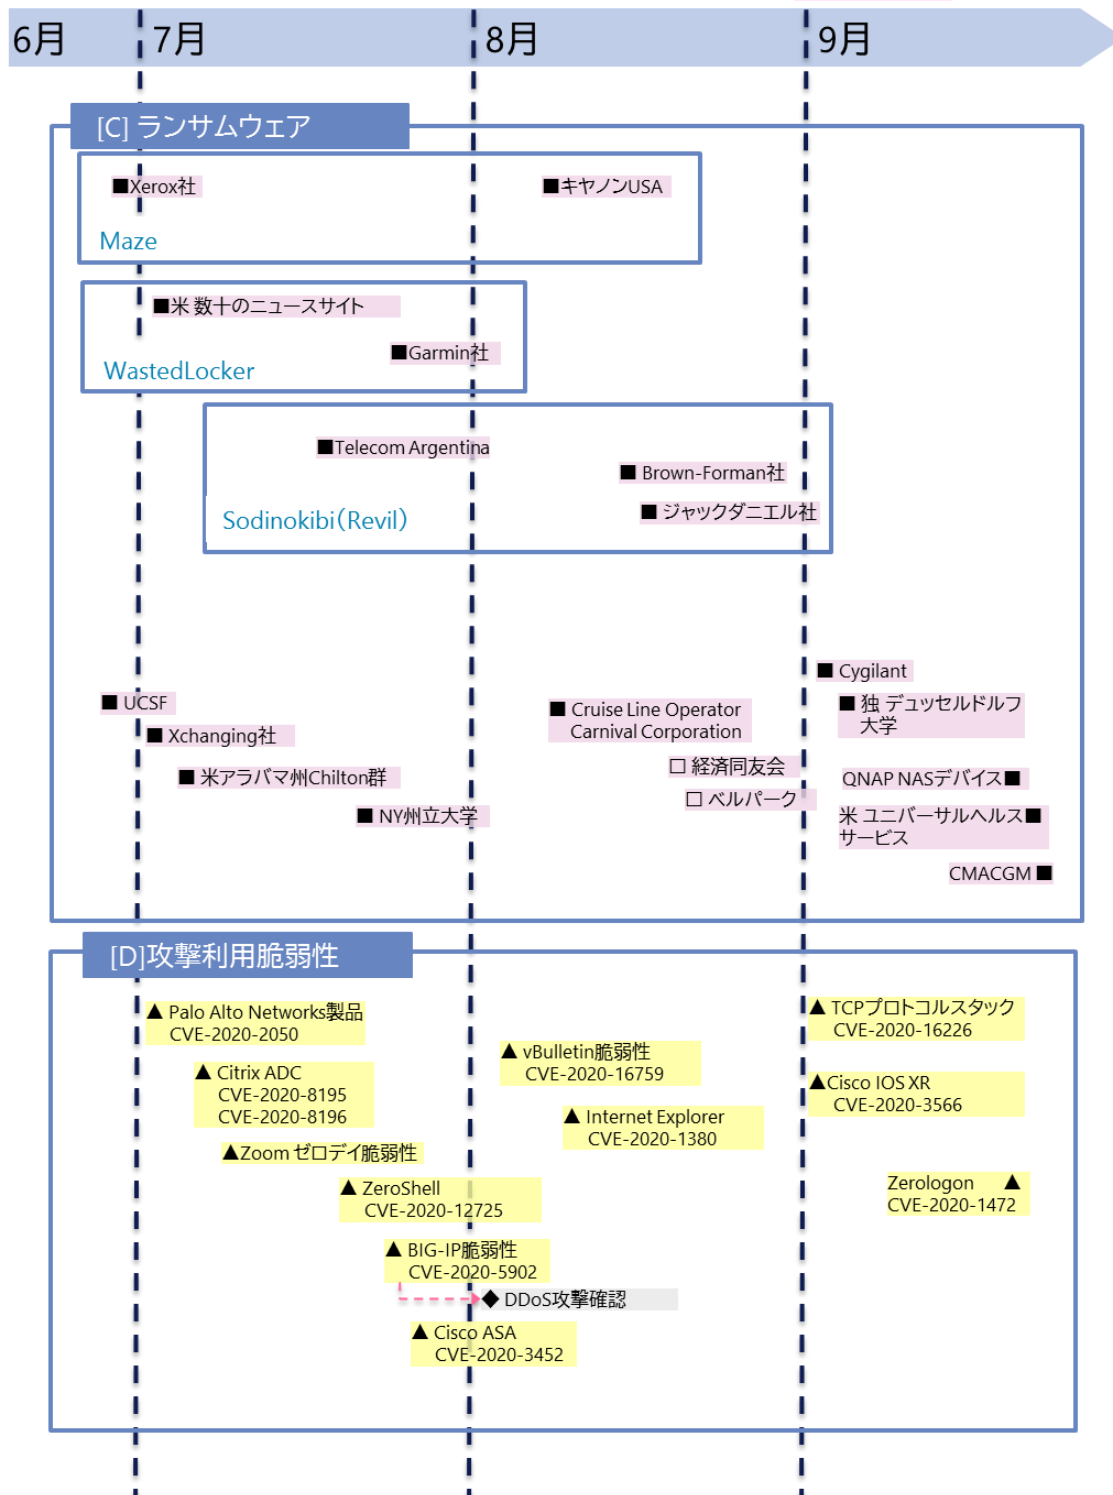 6月
7月
8月
9月
[C] ランサムウェア
■Xerox社
■キヤノンUSA
Maze
■米 数十のニュースサイト
■Garmin社
WastedLocker
■Telecom Argentina
■ Brown-Forman社
■ ジャックダニエル社
Sodinokibi(Revil)
■ Cygilant
■ UCSF
■ 独 デュッセルドルフ
大学
■ Cruise Line Operator
Carnival Corporation
■ Xchanging社
□ 経済同友会
■ 米アラバマ州Chilton群
QNAP NASデバイス■
□ ベルパーク
■ NY州立大学
米 ユニバーサルヘルス■
サービス
CMACGM ■
[D]攻撃利用脆弱性
▲ Palo Alto Networks製品
CVE-2020-2050
▲ TCPプロトコルスタック
CVE-2020-16226
▲ vBulletin脆弱性
CVE-2020-16759
▲ Citrix ADC
CVE-2020-8195
CVE-2020-8196
▲Cisco IOS XR
CVE-2020-3566
▲ Internet Explorer
CVE-2020-1380
▲Zoom ゼロデイ脆弱性
▲ ZeroShell
CVE-2020-12725
Zerologon ▲
CVE-2020-1472
▲ BIG-IP脆弱性
CVE-2020-5902
◆ DDoS攻撃確認
▲ Cisco ASA
CVE-2020-3452